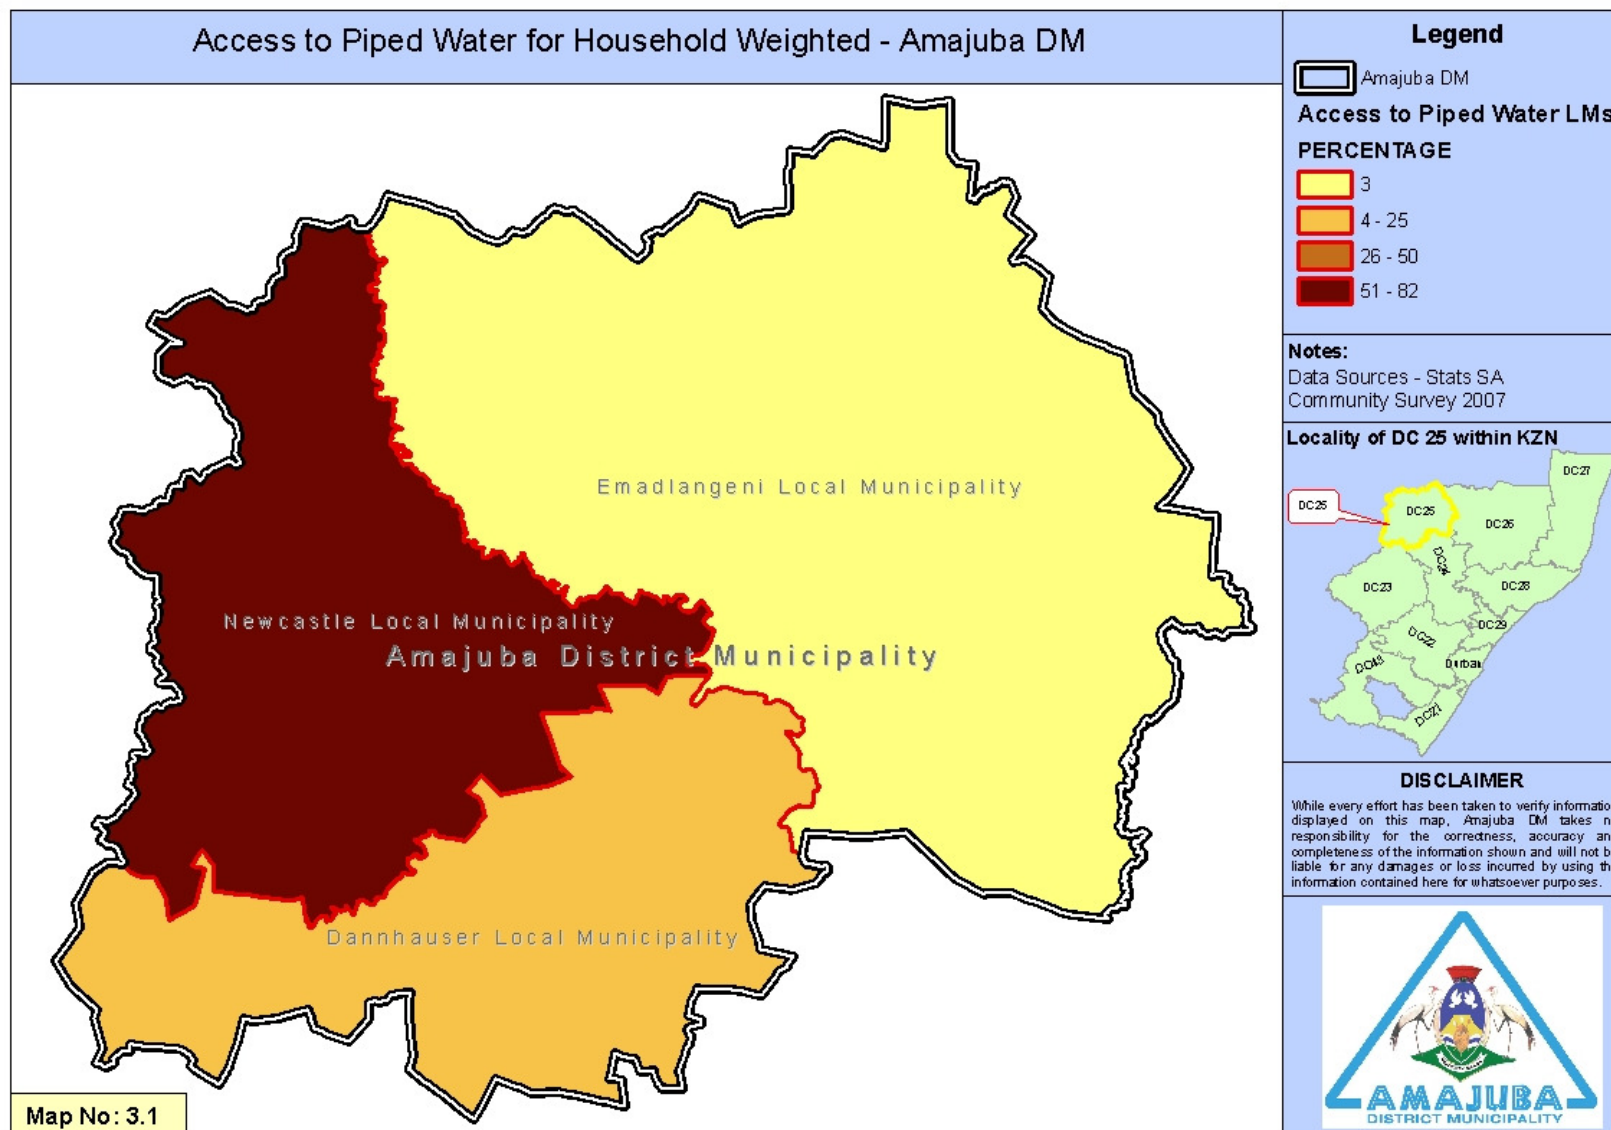 Access to Piped Water for Household Weighted - Amajuba DM
Emadlangeni Local Municipality
Newcastle Local Municipality
Amajuba District Municipality
Dannhauser Local Municipality
Map No: 3.1
Legend
Amajuba DM
Access to Piped Water LMs
PERCENTAGE
3
4 - 25
26 - 50
51 - 82
Notes:
Data Sources - Stats SA
Community Survey 2007
Locality of DC 25 within KZN
DC27
DC25
DC25
DC26
DC24
DC23
DC28
DC29
DC22
DC43
Durban
DC21
DISCLAIMER
While every effort has been taken to verify informatio
displayed on this map, Amajuba DM takes n
responsibility for the correctness, accuracy an
completeness of the information shown and will not b
liable for any damages or loss incurred by using th
information contained here for whatsoever purposes.
AMAJUBA
DISTRICT MUNICIPALITY